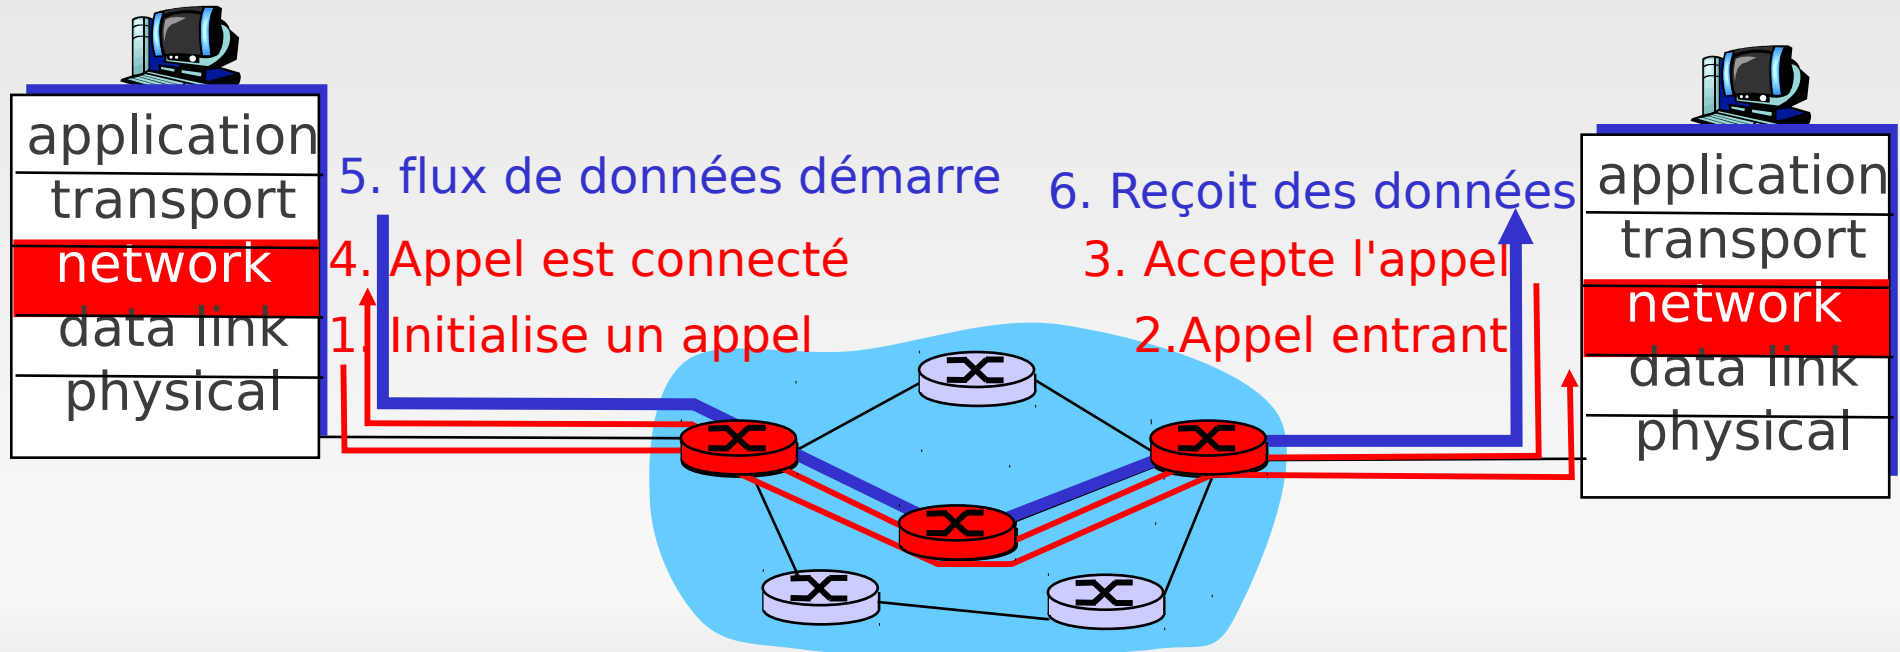 application
transport
network
data link
physical
5. flux de données démarre
4. Appel est connecté
1. Initialise un appel
6. Reçoit des données
3. Accepte l'appel
2.Appel entrant
application
transport
network
data link
physical